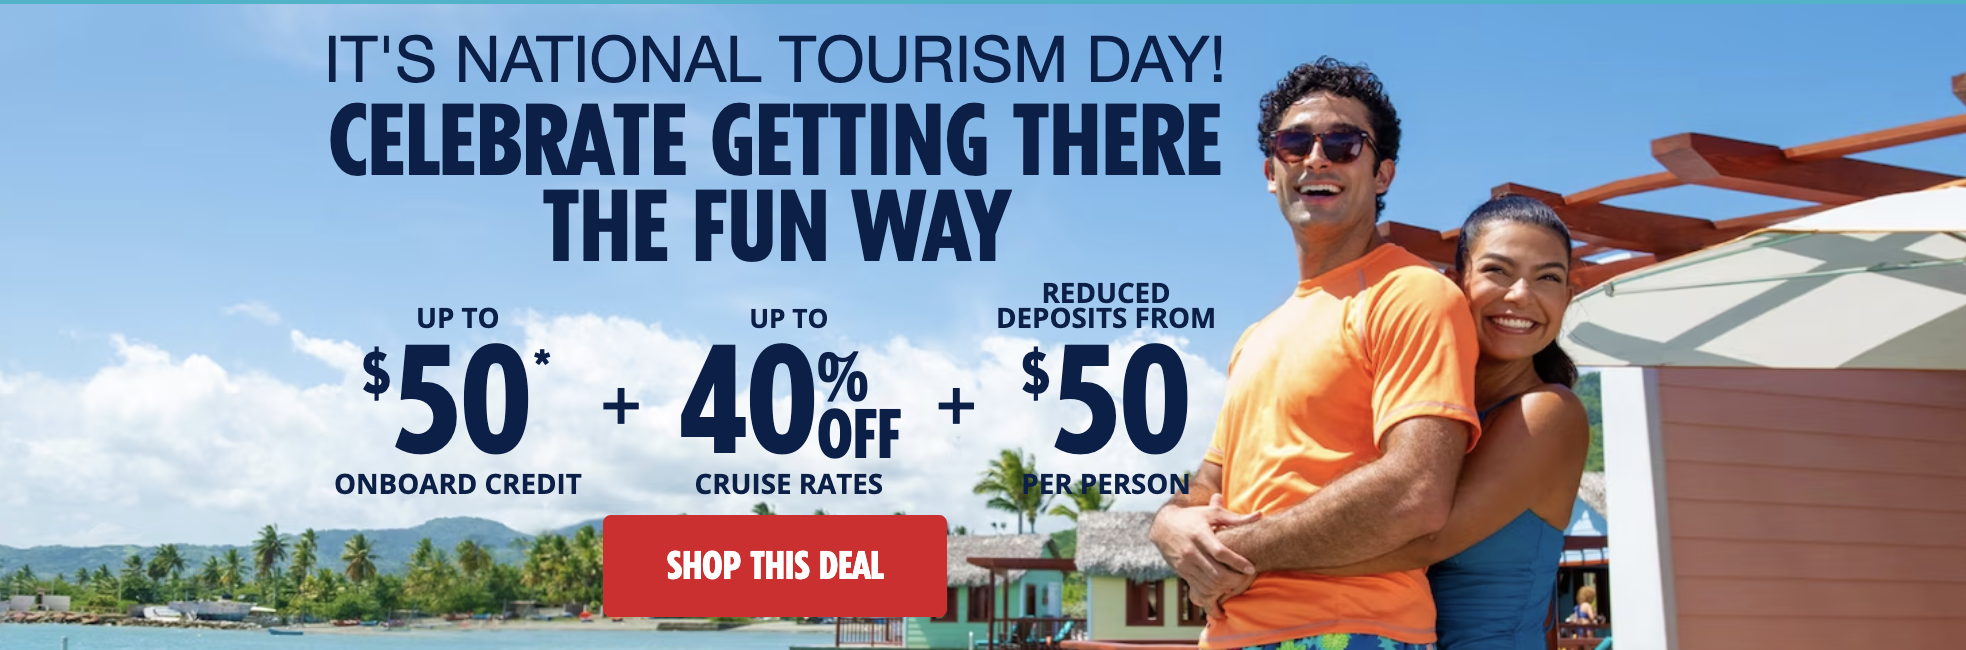 IT'S NATIONAL TOURISM DAY!
CELEBRATE GETTING THERE
THE FUN WAY
UP TO
$50*
ONBOARD CREDIT
+
UP TO
40% OFF
CRUISE RATES
+
REDUCED
DEPOSITS FROM
$50
PER PERSON
SHOP THIS DEAL